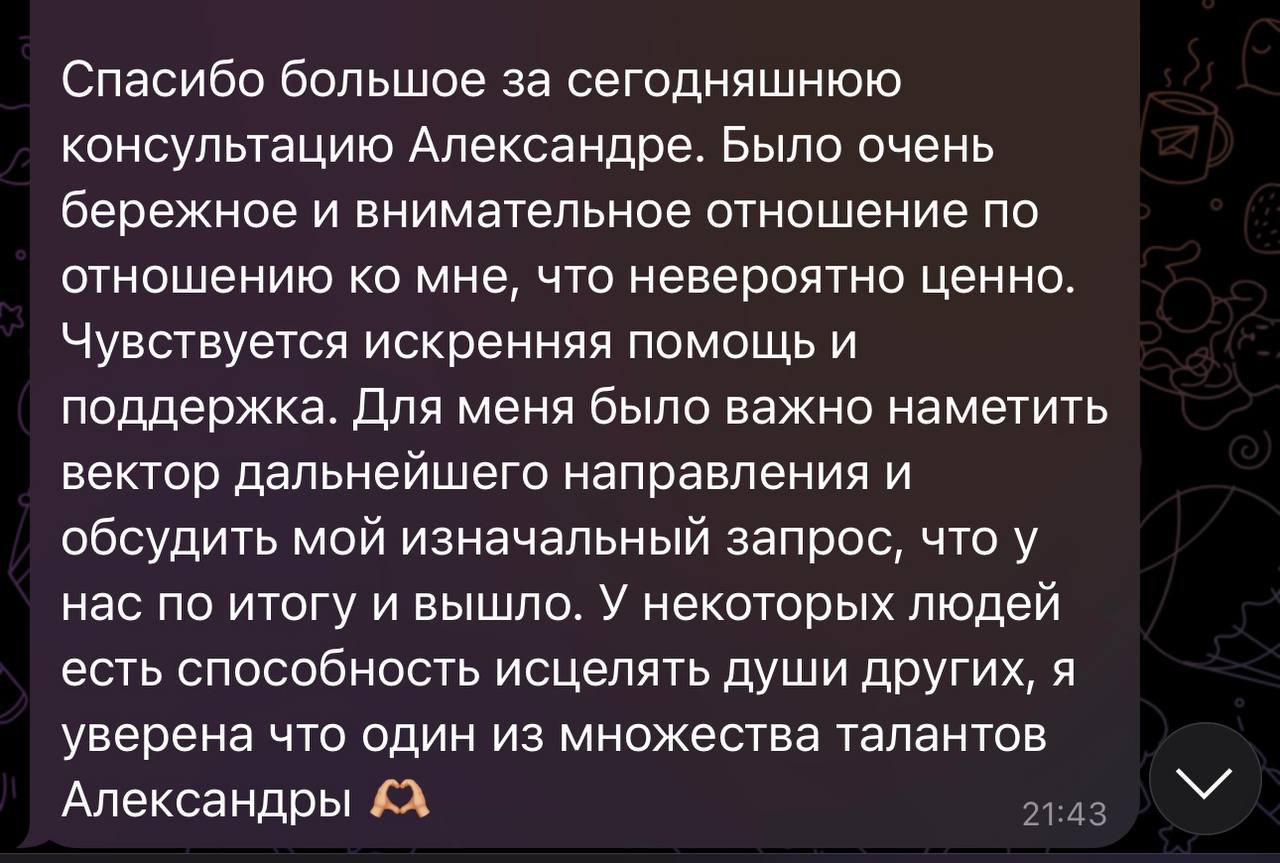 Спасибо большое за сегодняшнюю
консультацию Александре. Было очень
бережное и внимательное отношение по
отношению ко мне, что невероятно ценно.
Чувствуется искренняя помощь и
поддержка. Для меня было важно наметить
вектор дальнейшего направления и
обсудить мой изначальный запрос, что у
нас по итогу и вышло. У некоторых людей
есть способность исцелять души других, я
уверена что один из множества талантов
Александры 🫶🏼
21:43